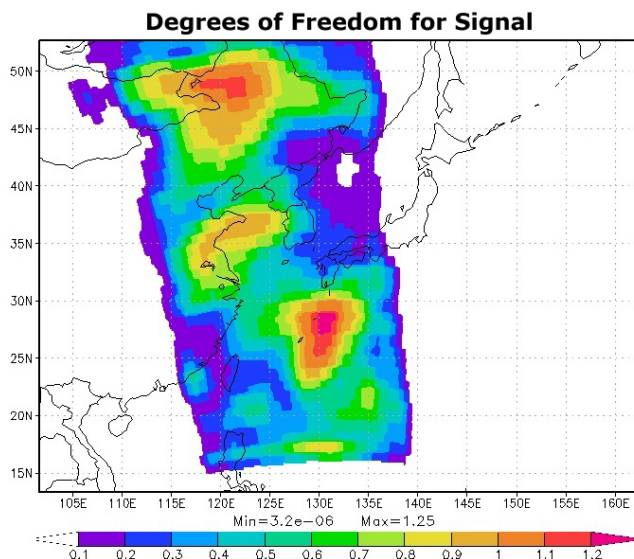 Degrees of Freedom for Signal
50N
45N
40N
35N
30N
25N
20N
15N
105E 110E 115E 120E 125E 130E 135E 140E 145E 150E 155E 160E
Min=3.2e-06 Max=1.25
0.1 0.2 0.3 0.4 0.5 0.6 0.7 0.8 0.9 1 1.1 1.2